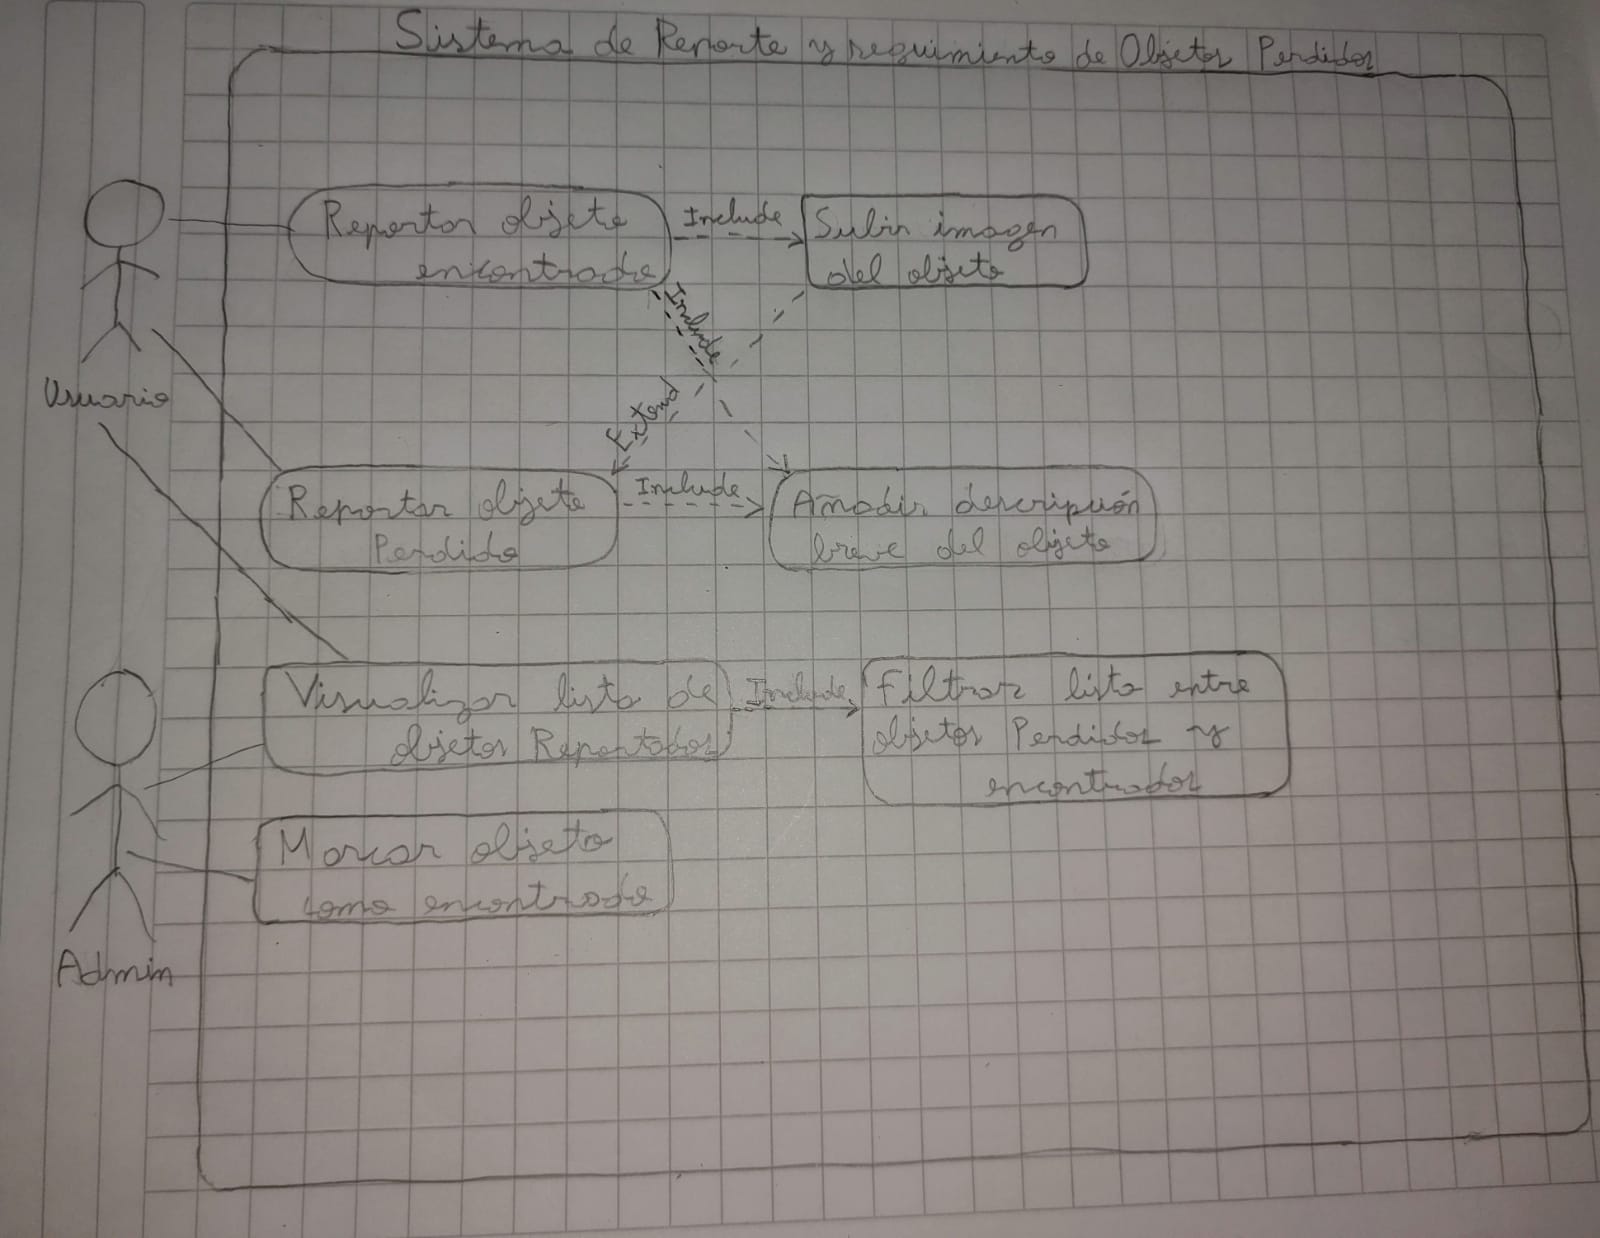 Sistema de Reporte y seguimiento de Objetos Perdidos
Reportar objeto
encontrado
Include
Subir imagen
del objeto
Include
Extend
Usuario
Reportar objeto
Perdido
Include
Añadir descripción
breve del objeto
Visualizar lista de
objetos Reportados
Include
Filtrar lista entre
objetos Perdidos y
encontrados
Marcar objeto
como encontrado
Admin